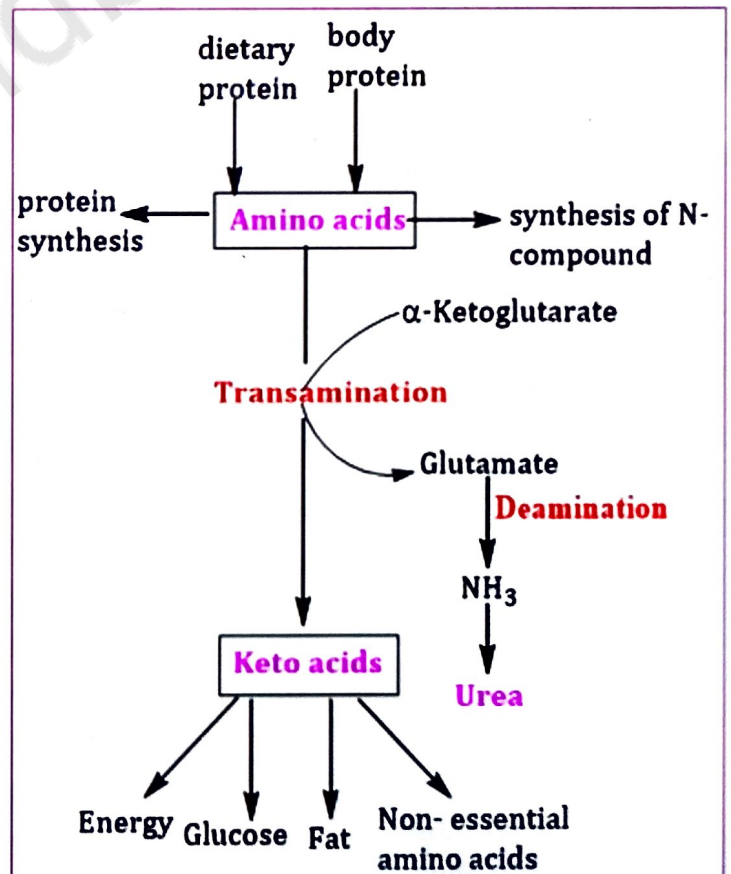 dietary
protein
body
protein
protein
synthesis
Amino acids
synthesis of N-
compound
α-Ketoglutarate
Transamination
Glutamate
Deamination
NH₃
Urea
Keto acids
Energy
Glucose
Fat
Non- essential
amino acids